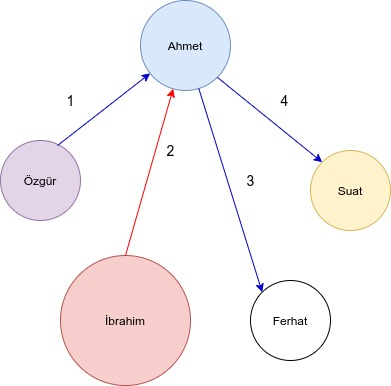 Ahmet
1
4
2
Özgür
3
Suat
İbrahim
Ferhat